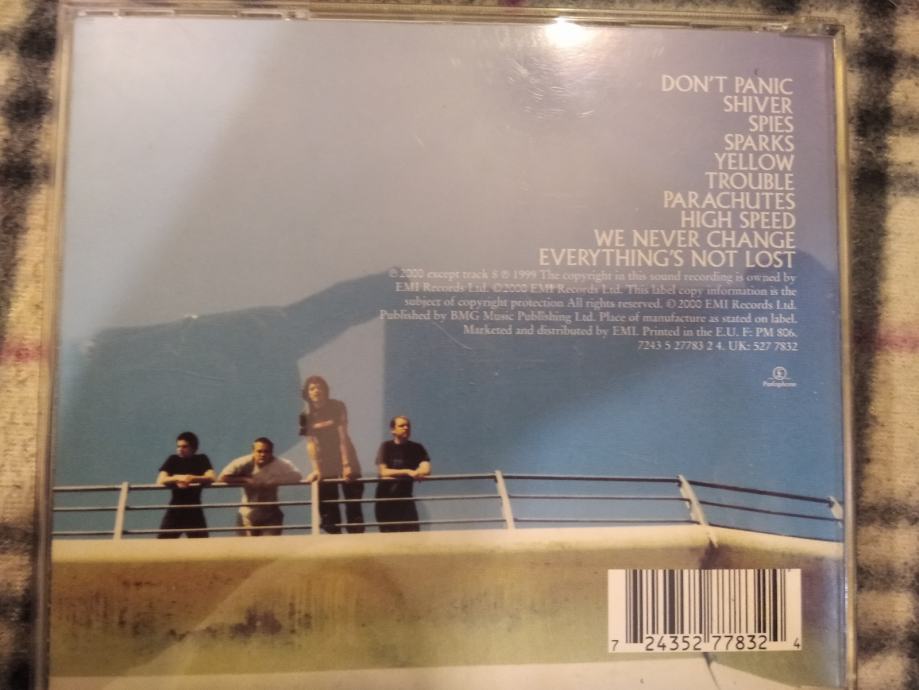 DON'T PANIC
SHIVER
SPIES
SPARKS
YELLOW
TROUBLE
PARACHUTES
HIGH SPEED
WE NEVER CHANGE
EVERYTHING'S NOT LOST
℗ 2000 except track 8 ℗ 1999 The copyright in this sound recording is owned by
EMI Records Ltd. ©2000 EMI Records Ltd. This label copy information is the
subject of copyright protection All rights reserved. © 2000 EMI Records Ltd.
Published by BMG Music Publlshing Ltd. Place of manufacture as stated on label.
Marketed and distributed by EMI. Printed in the E.U. F: PM 806.
7243 5 27783 2 4. UK: 527 7832
£
Parlophone
7 24352 77832 4